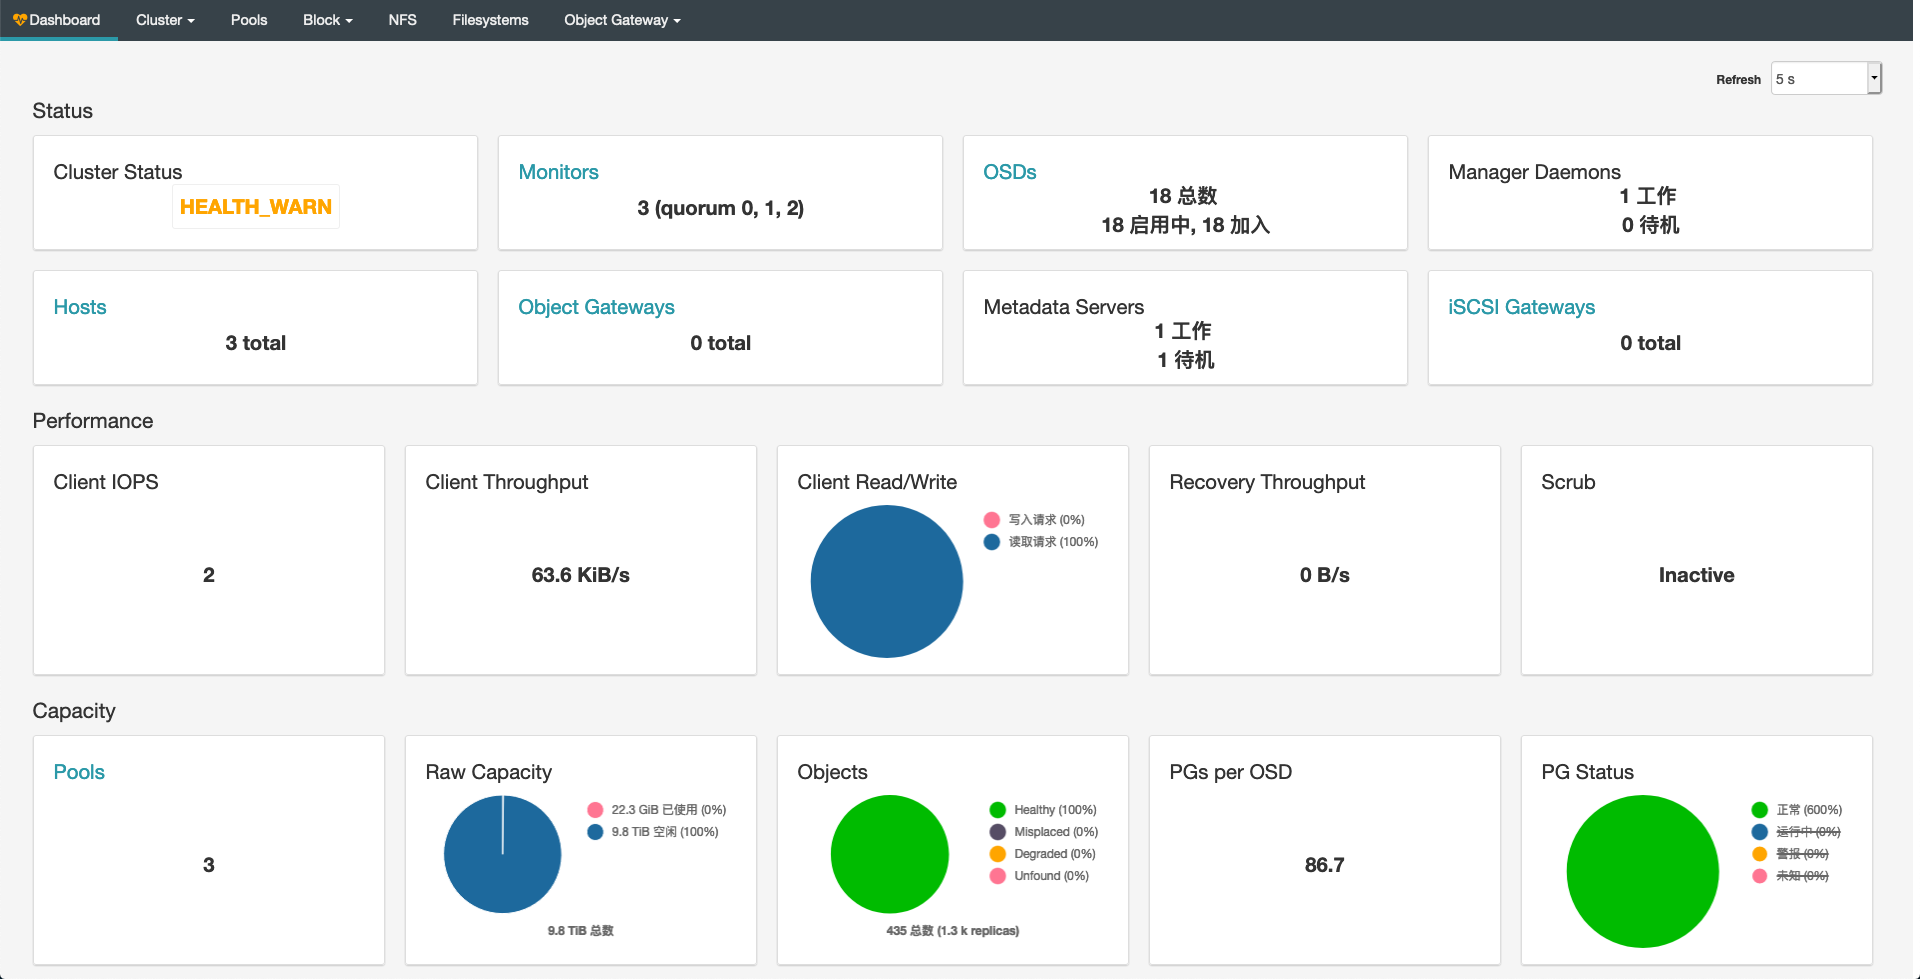 Dashboard Cluster Pools Block NFS Filesystems Object Gateway
Refresh 5 s
Status
Cluster Status
HEALTH_WARN
Monitors
3 (quorum 0, 1, 2)
OSDs
18 总数
18 启用中, 18 加入
Manager Daemons
1 工作
0 待机
Hosts
3 total
Object Gateways
0 total
Metadata Servers
1 工作
1 待机
iSCSI Gateways
0 total
Performance
Client IOPS
2
Client Throughput
63.6 KiB/s
Client Read/Write
写入请求 (0%)
读取请求 (100%)
Recovery Throughput
0 B/s
Scrub
Inactive
Capacity
Pools
3
Raw Capacity
22.3 GiB 已使用 (0%)
9.8 TiB 空闲 (100%)
9.8 TiB 总数
Objects
Healthy (100%)
Misplaced (0%)
Degraded (0%)
Unfound (0%)
435 总数 (1.3 k replicas)
PGs per OSD
86.7
PG Status
正常 (600%)
运行中 (0%)
警报 (0%)
未知 (0%)